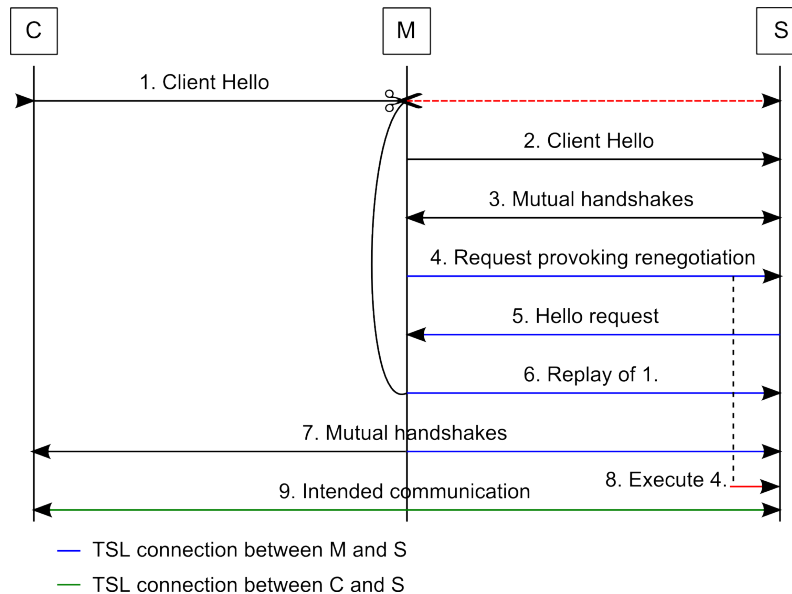 C
M
S
1. Client Hello
2. Client Hello
3. Mutual handshakes
4. Request provoking renegotiation
5. Hello request
6. Replay of 1.
7. Mutual handshakes
8. Execute 4.
9. Intended communication
TSL connection between M and S
TSL connection between C and S